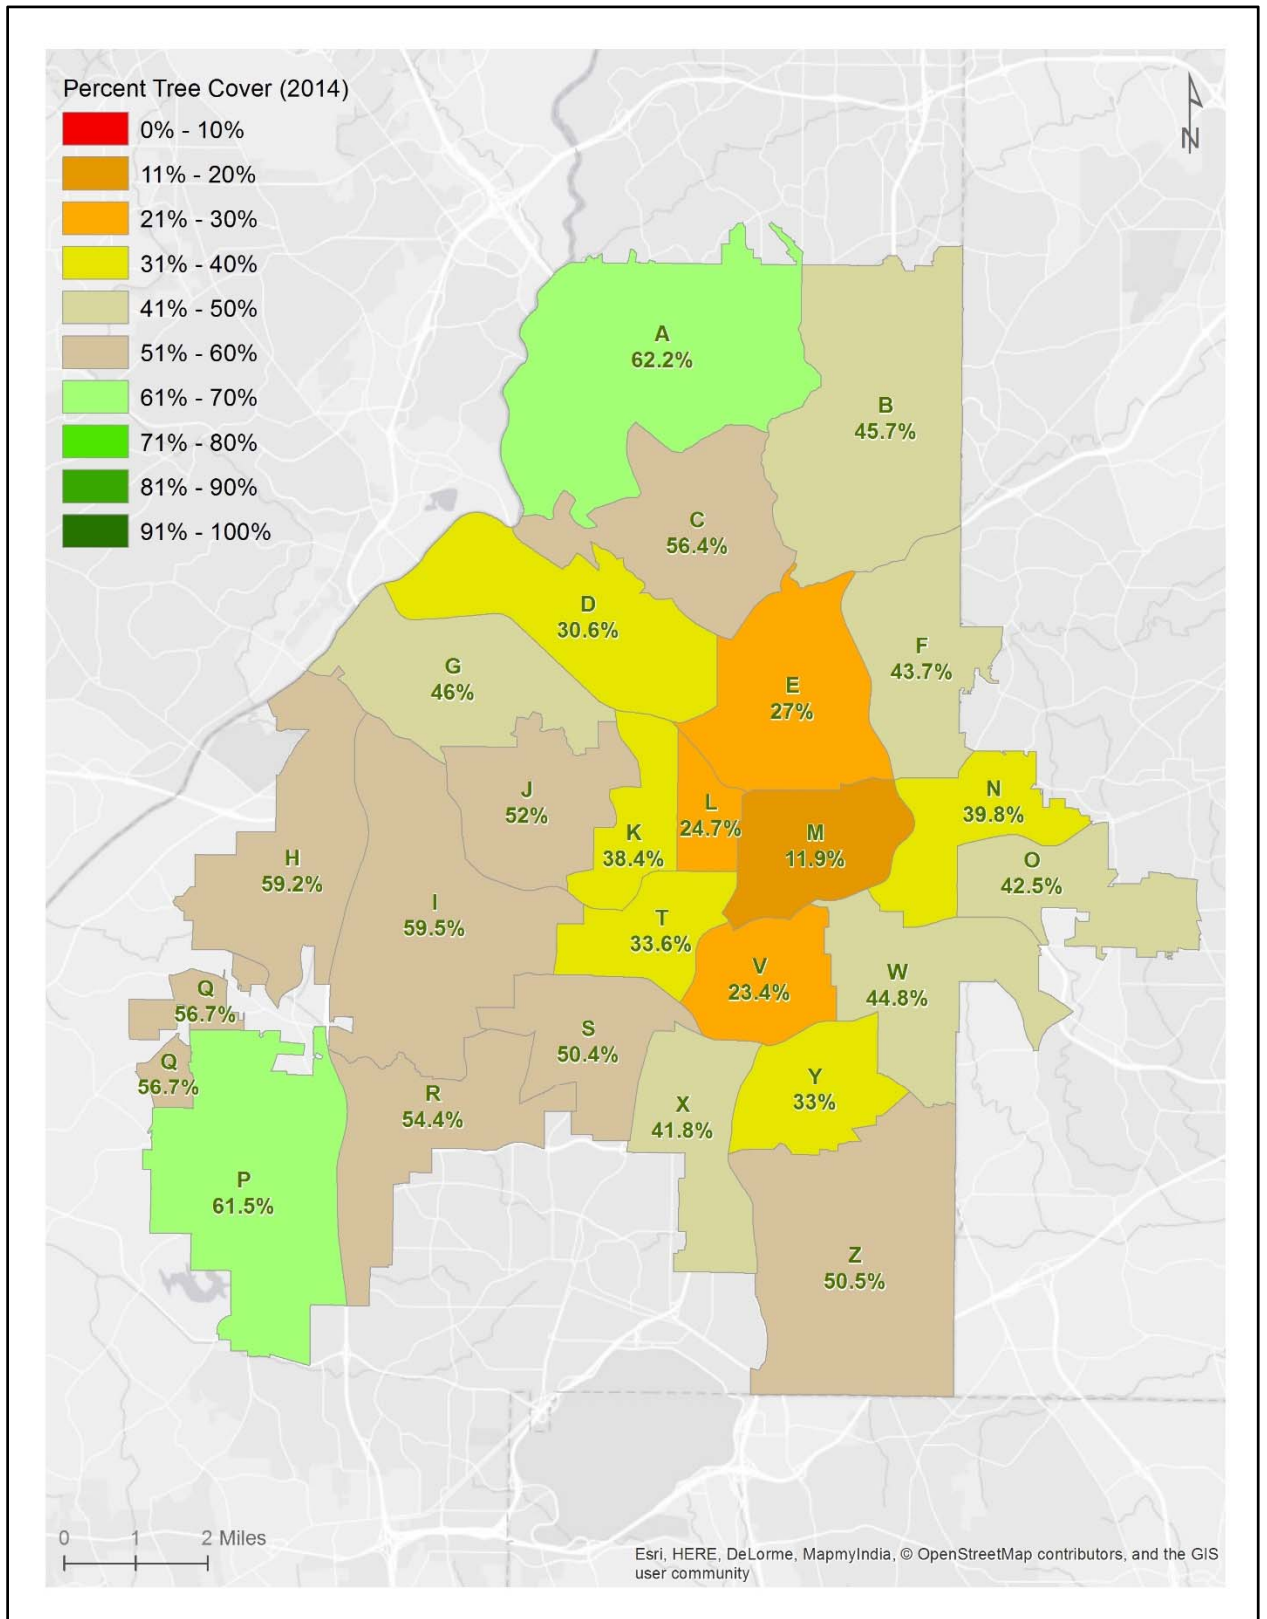 Percent Tree Cover (2014)
0% - 10%
11% - 20%
21% - 30%
31% - 40%
41% - 50%
51% - 60%
61% - 70%
71% - 80%
81% - 90%
91% - 100%
N
A
62.2%
B
45.7%
C
56.4%
D
30.6%
E
27%
F
43.7%
G
46%
H
59.2%
I
59.5%
J
52%
K
38.4%
L
24.7%
M
11.9%
N
39.8%
O
42.5%
T
33.6%
V
23.4%
W
44.8%
Q
56.7%
Q
56.7%
P
61.5%
R
54.4%
S
50.4%
X
41.8%
Y
33%
Z
50.5%
0 1 2 Miles
Esri, HERE, DeLorme, MapmyIndia, © OpenStreetMap contributors, and the GIS
user community